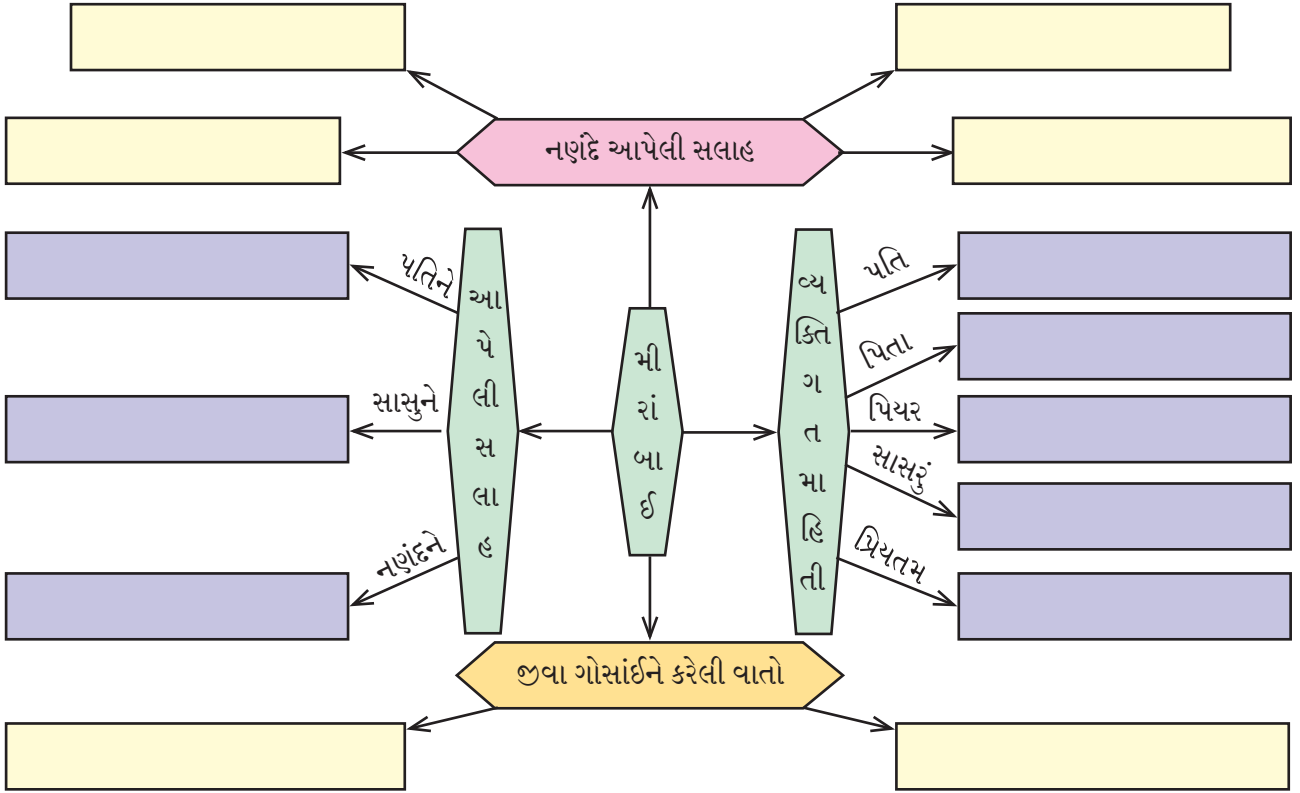 નણંદે આપેલી સલાહ
પતિને
સાસુને
નણંદને
આપેલી સલાહ
મીરાંબાઈ
વ્યક્તિગત માહિતી
પતિ
પિતા
પિયર
સાસરું
પ્રિયતમ
જીવા ગોસાંઈને કરેલી વાતો